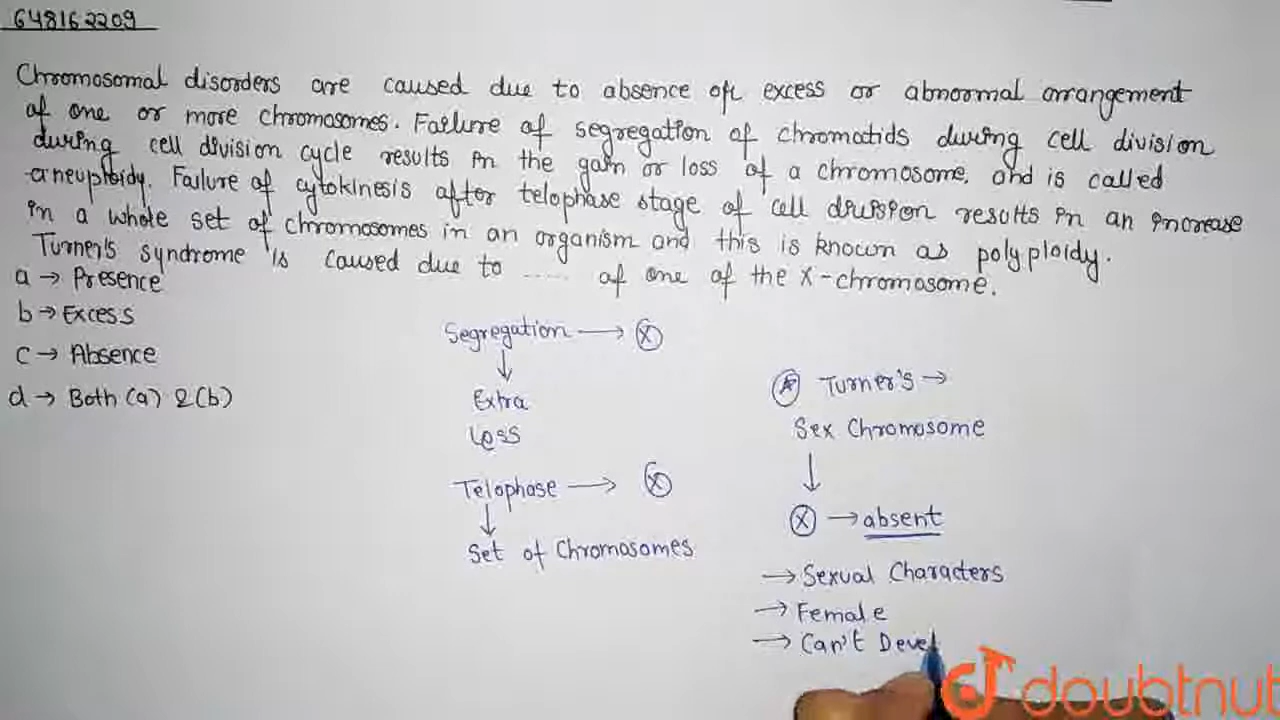 648162209
Chromosomal disorders are caused due to absence or excess or abnormal arrangement
of one or more chromosomes. Failure of segregation of chromatids during cell division
during cell division cycle results in the gain or loss of a chromosome, and is called
aneuploidy. Failure of cytokinesis after telophase stage of cell division results in an increase
in a whole set of chromosomes in an organism and this is known as polyploidy.
Turner's syndrome is caused due to ...... of one of the X-chromosome.
a → Presence
b → Excess
c → Absence
d → Both (a) & (b)
Segregation → X
↓
Extra
Less
Telophase → X
↓
Set of Chromosomes
* Turner's →
Sex Chromosome
↓
X → absent
→ Sexual Characters
→ Female
→ Can't Devel
doubtnut